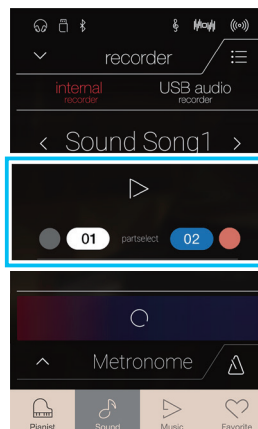 recorder
internal USB audio
recorder recorder
< Sound Song1 >
01 partselect 02
Metronome
Pianist Sound Music Favorite